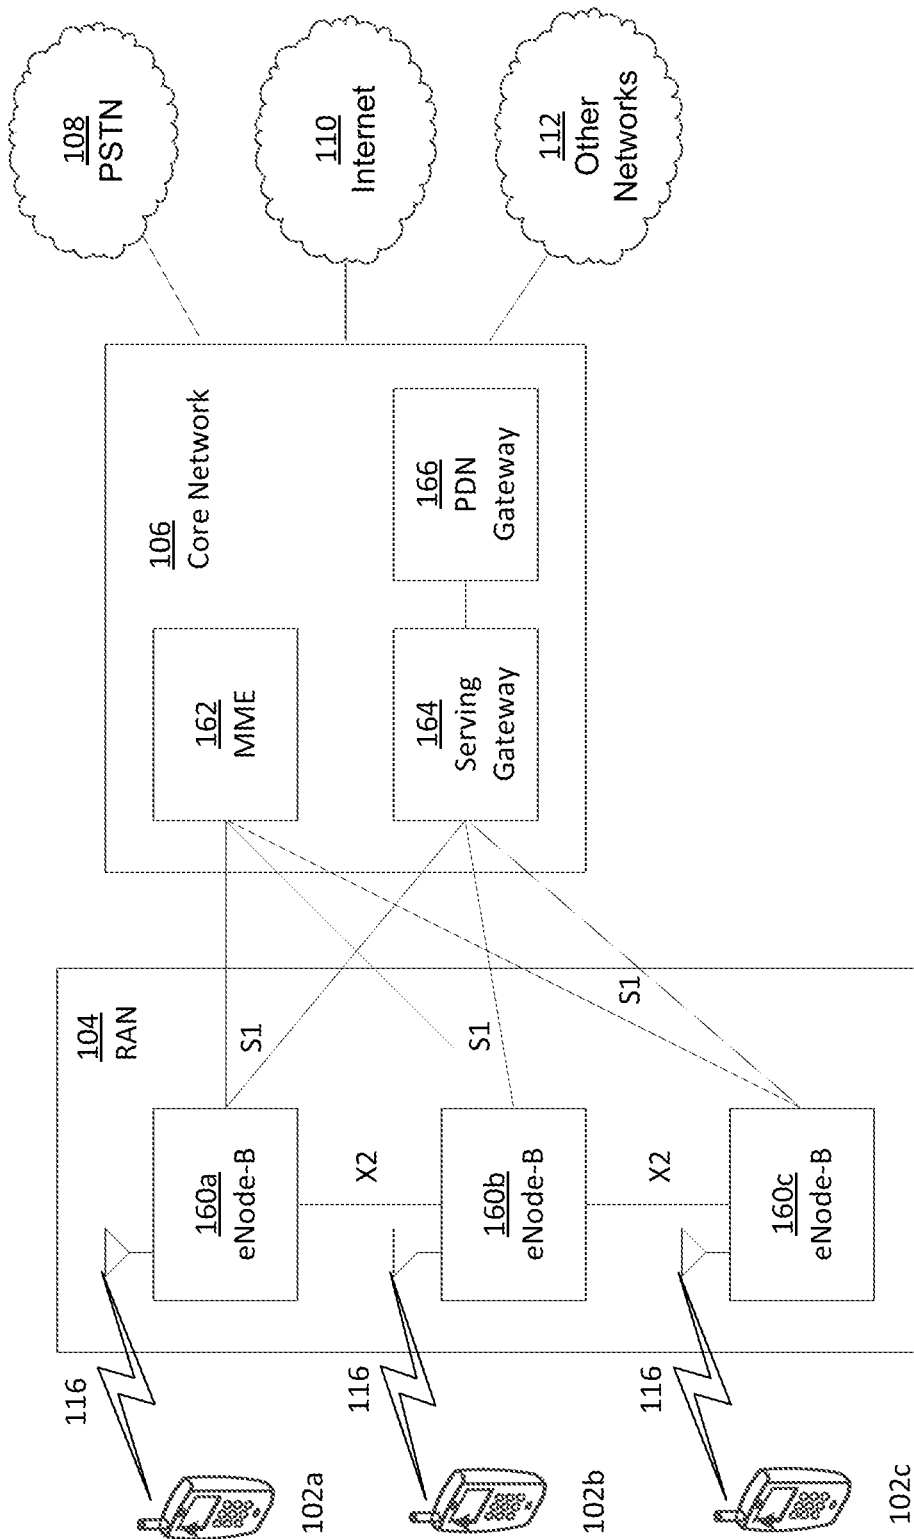 108
PSTN
110
Internet
112
Other
Networks
106
Core Network
162
MME
164
Serving
Gateway
166
PDN
Gateway
104
RAN
S1
S1
S1
160a
eNode-B
X2
160b
eNode-B
X2
160c
eNode-B
116
116
116
102a
102b
102c